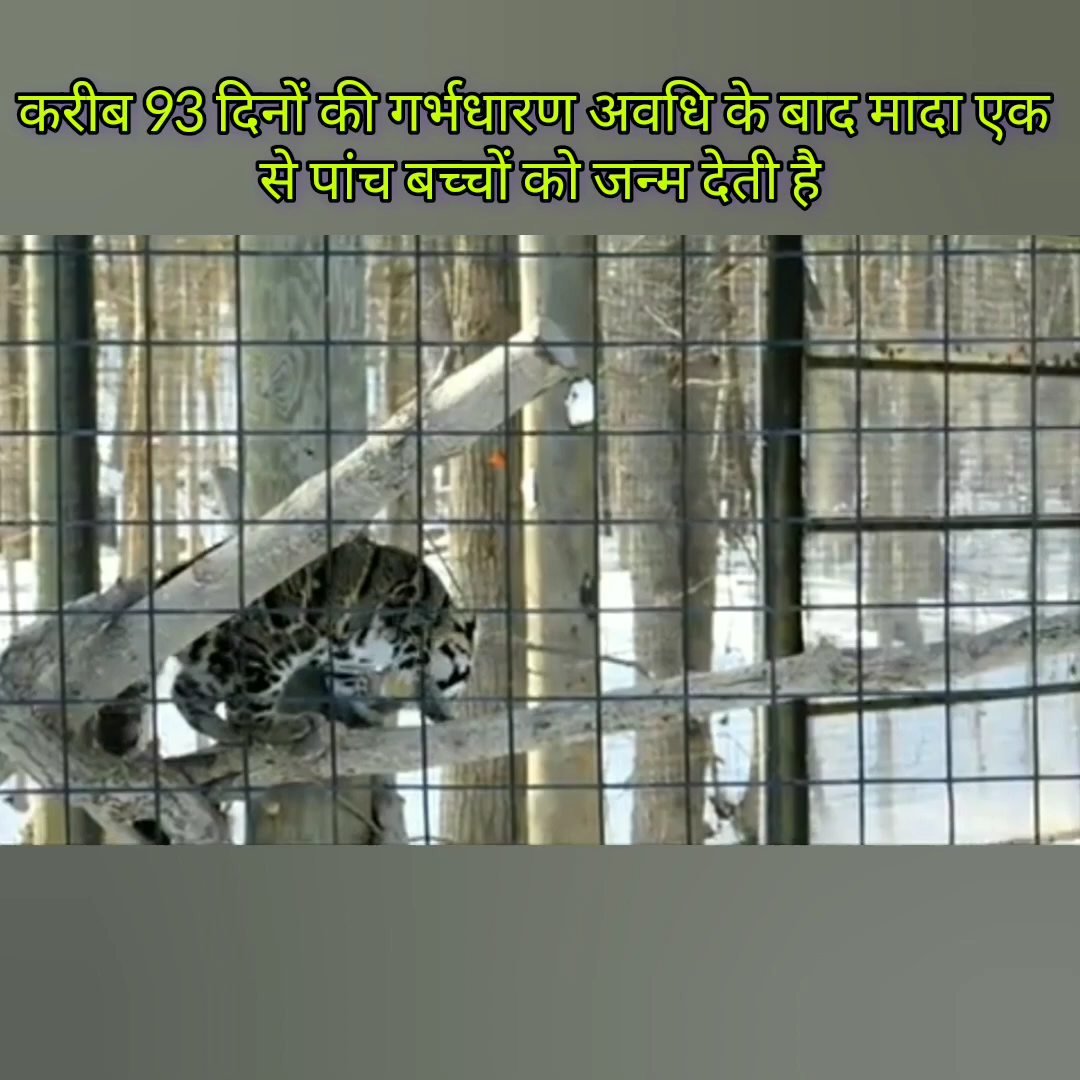 करीब 93 दिनों की गर्भधारण अवधि के बाद मादा एक
से पांच बच्चों को जन्म देती है